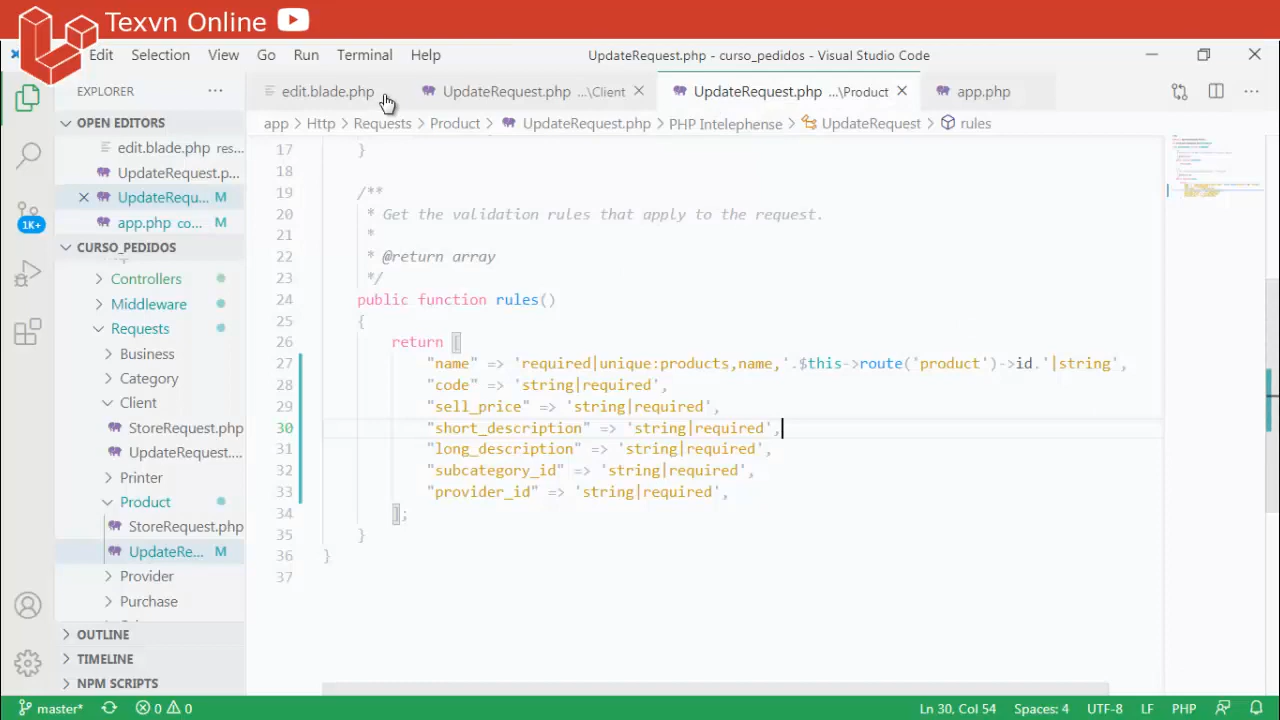 Texvn Online
Edit Selection View Go Run Terminal Help
UpdateRequest.php - curso_pedidos - Visual Studio Code
EXPLORER
edit.blade.php
UpdateRequest.php ...\Client
UpdateRequest.php ...\Product
app.php
app > Http > Requests > Product > UpdateRequest.php > PHP Intelephense > UpdateRequest > rules
OPEN EDITORS
edit.blade.php res...
UpdateRequest.p...
UpdateRequ... M
app.php co... M
CURSO_PEDIDOS
Controllers
Middleware
Requests
Business
Category
Client
StoreRequest.php
UpdateRequest....
Printer
Product
StoreRequest.php
UpdateRe... M
Provider
Purchase
OUTLINE
TIMELINE
NPM SCRIPTS
1K+
17 }
18
19 /**
20 * Get the validation rules that apply to the request.
21 *
22 * @return array
23 */
24 public function rules()
25 {
26 return [
27 "name" => 'required|unique:products,name,'.$this->route('product')->id.'|string',
28 "code" => 'string|required',
29 "sell_price" => 'string|required',
30 "short_description" => 'string|required',
31 "long_description" => 'string|required',
32 "subcategory_id" => 'string|required',
33 "provider_id" => 'string|required',
34 ];
35 }
36 }
37
master* 0 0
Ln 30, Col 54 Spaces: 4 UTF-8 LF PHP